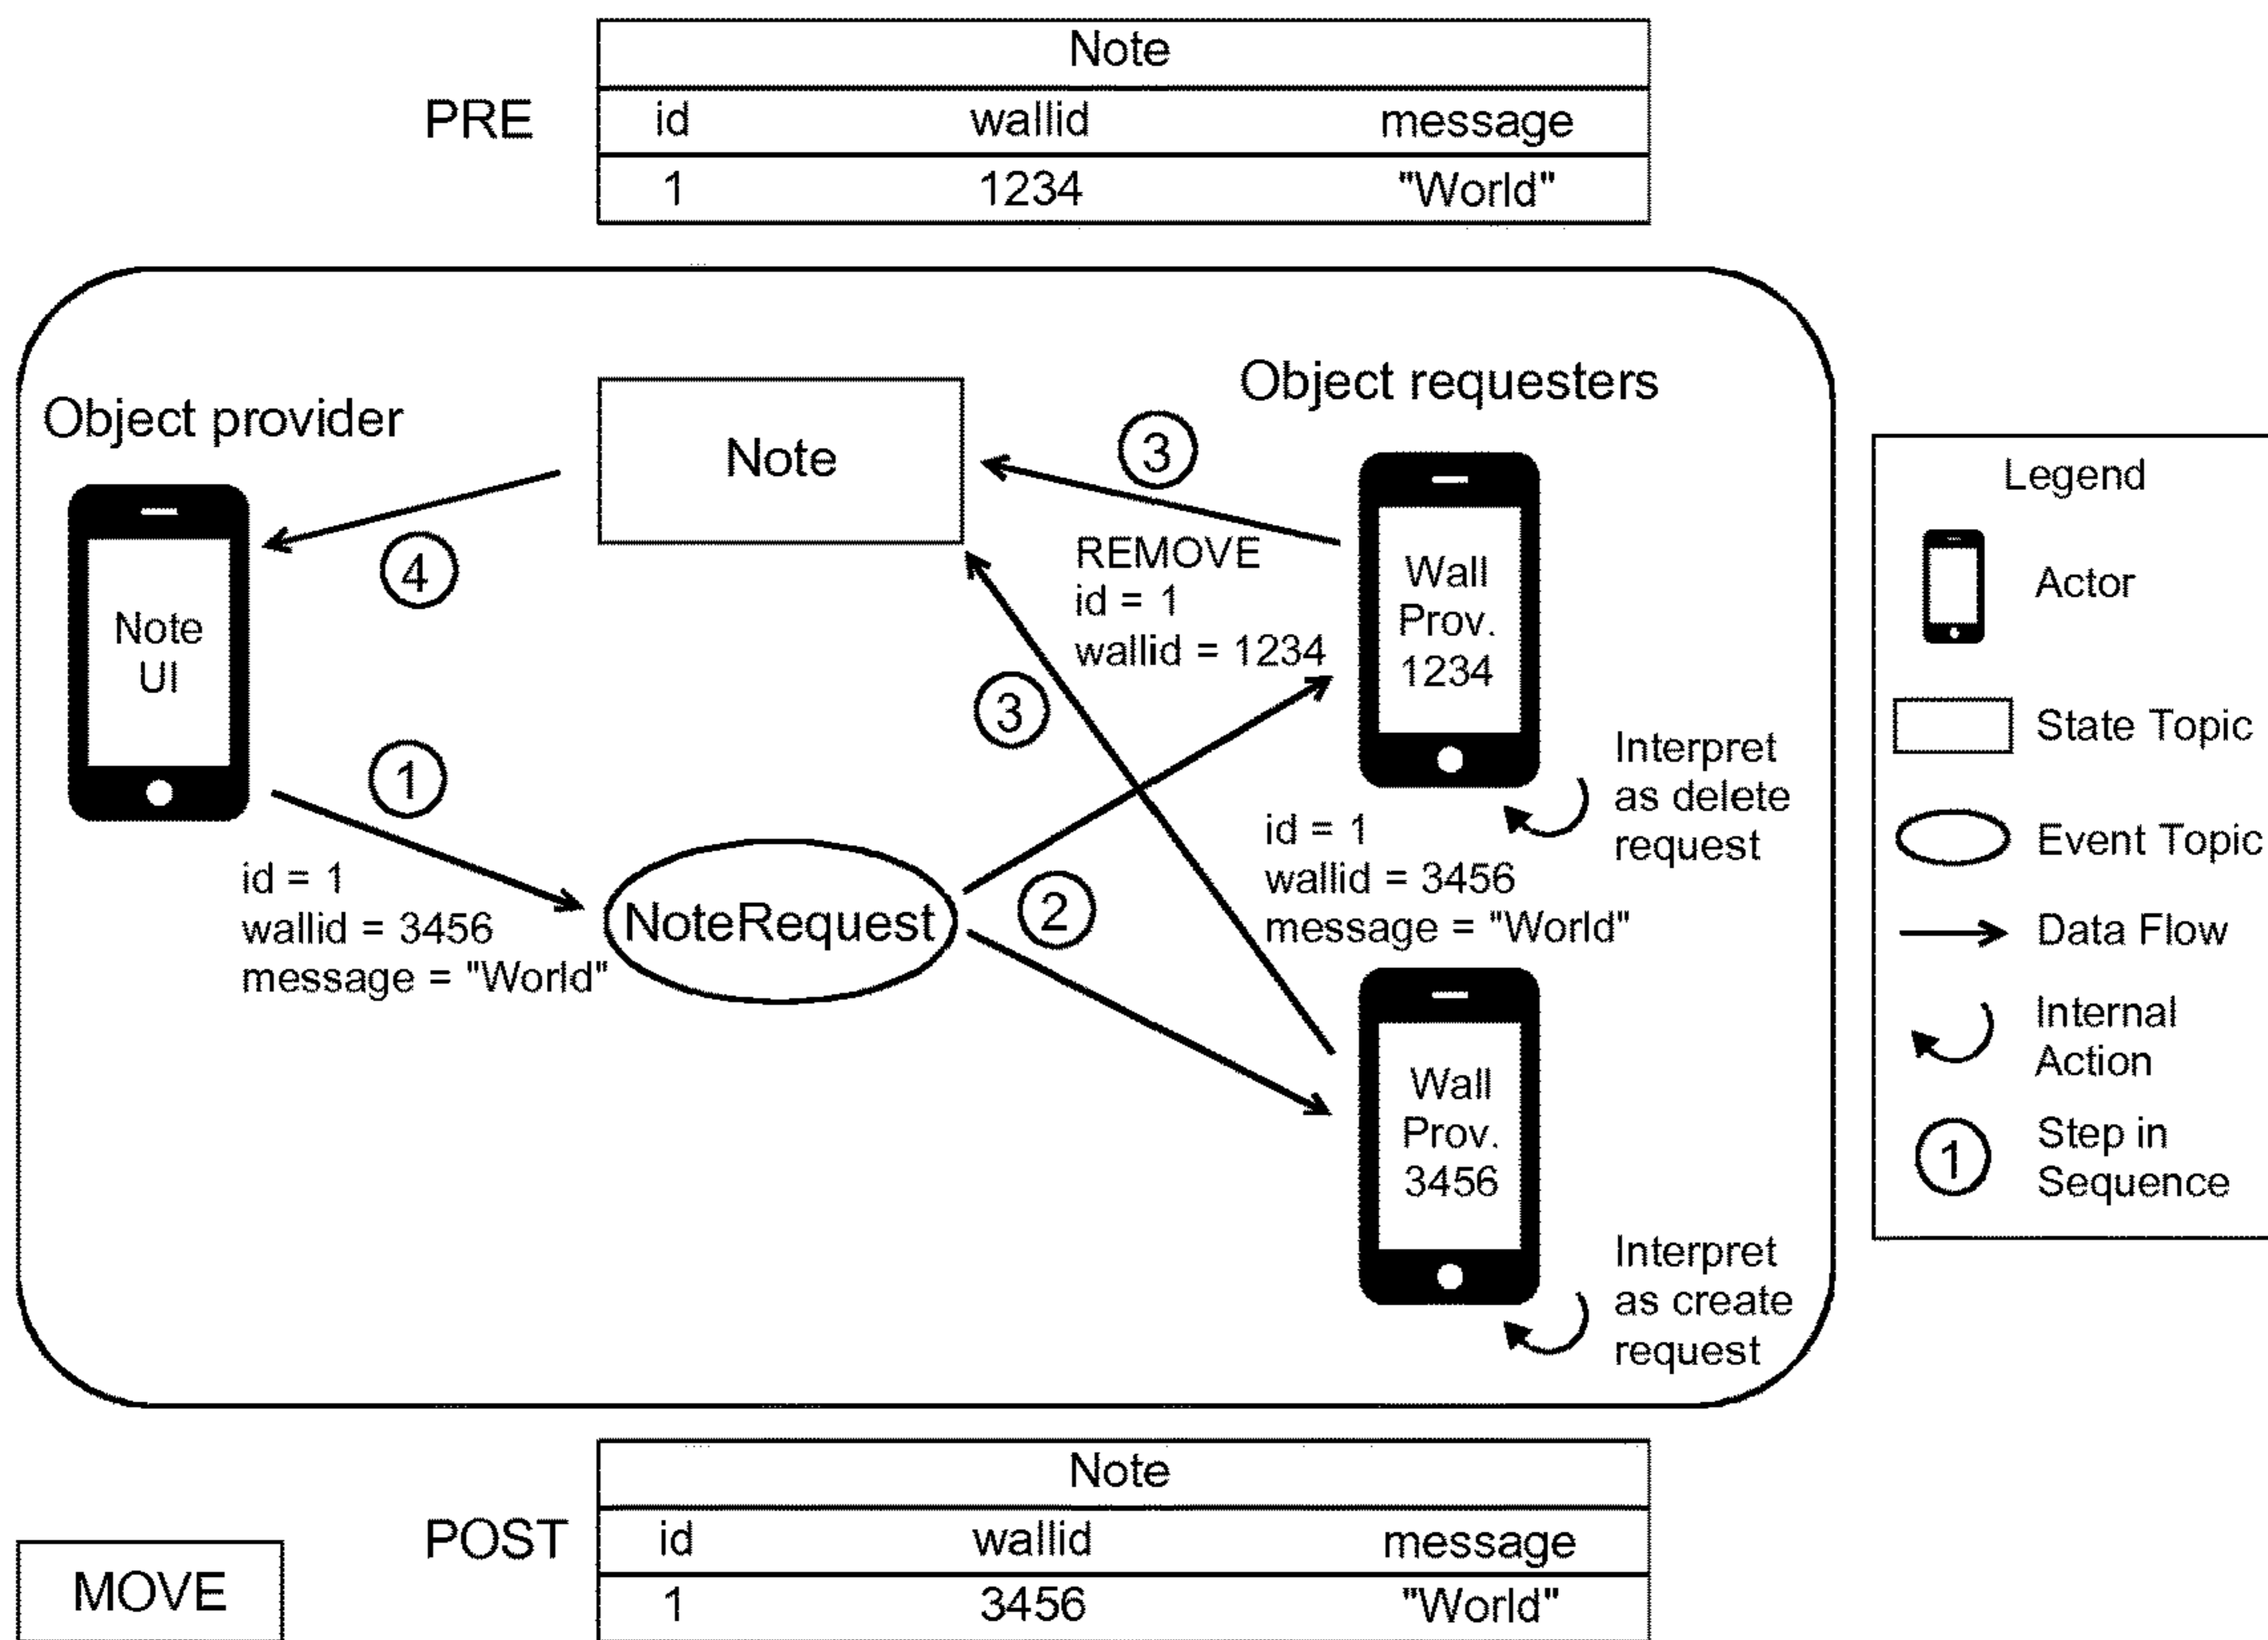 Note
PRE
id wallid message
1 1234 "World"
Object provider
Object requesters
Note
3
4
Note
UI
REMOVE
id = 1
wallid = 1234
Wall
Prov.
1234
3
1
Interpret
as delete
request
id = 1
wallid = 3456
message = "World"
NoteRequest
2
id = 1
wallid = 3456
message = "World"
Wall
Prov.
3456
Interpret
as create
request
Legend
Actor
State Topic
Event Topic
Data Flow
Internal
Action
1
Step in
Sequence
Note
POST
id wallid message
1 3456 "World"
MOVE